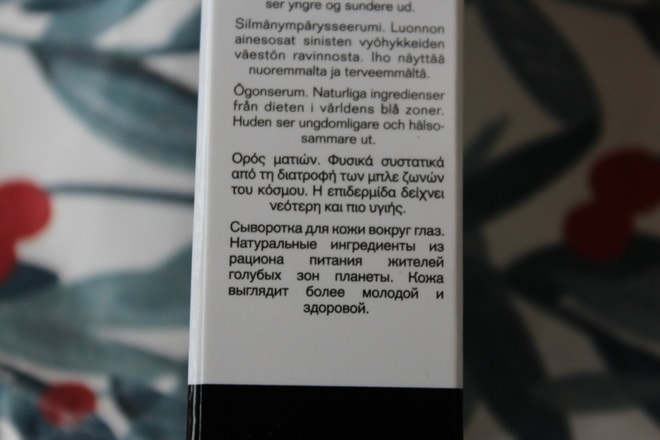 ser yngre og sundere ud.
Silmänympärysseerumi. Luonnon
ainesosat sinisten vyöhykkeiden
väestön ravinnosta. Iho näyttää
nuoremmalta ja terveemmältä.
Ögonserum. Naturliga ingredienser
från dieten i världens blå zoner.
Huden ser ungdomligare och hälso-
sammare ut.
Ορός ματιών. Φυσικά συστατικά
από τη διατροφή των μπλε ζωνών
του κόσμου. Η επιδερμίδα δείχνει
νεότερη και πιο υγιής.
Сыворотка для кожи вокруг глаз.
Натуральные ингредиенты из
рациона питания жителей
голубых зон планеты. Кожа
выглядит более молодой и
здоровой.